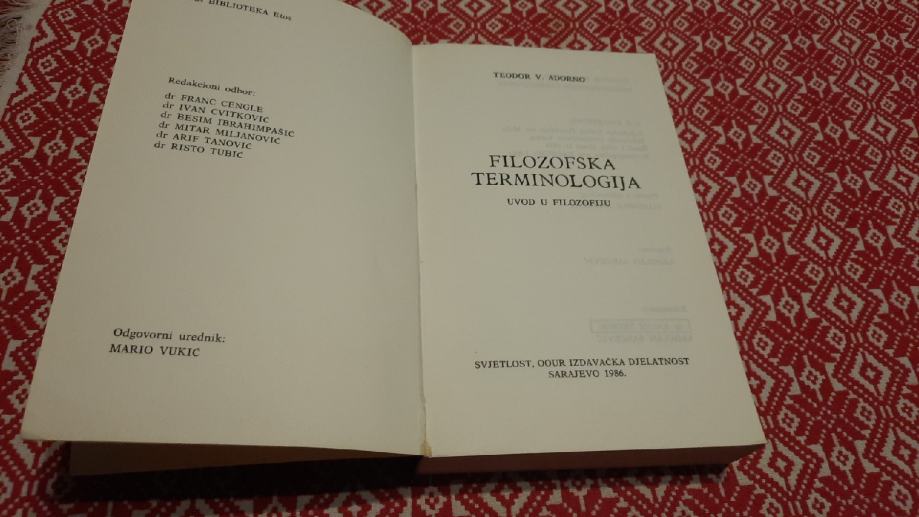 BIBLIOTEKA Etos
Redakcioni odbor:
dr FRANC CENGLE
dr IVAN CVITKOVIĆ
dr BESIM IBRAHIMPAŠIĆ
dr MITAR MILJANOVIĆ
dr ARIF TANOVIĆ
dr RISTO TUBIĆ
Odgovorni urednik:
MARIO VUKIĆ
TEODOR V. ADORNO
FILOZOFSKA
TERMINOLOGIJA
UVOD U FILOZOFIJU
SVJETLOST, OOUR IZDAVAČKA DJELATNOST
SARAJEVO 1986.